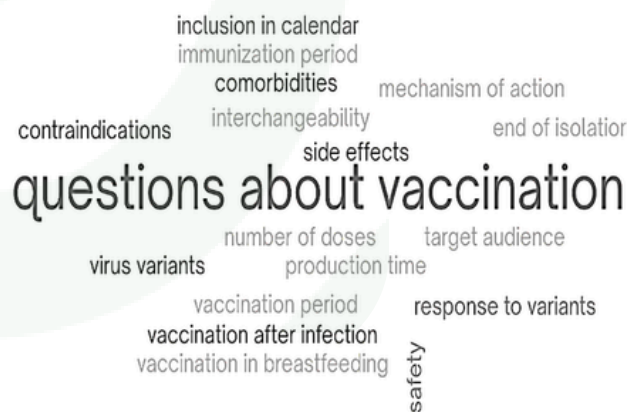 inclusion in calendar
immunization period
comorbidities
mechanism of action
interchangeability
contraindications
end of isolation
side effects
questions about vaccination
number of doses
target audience
virus variants
production time
vaccination period
response to variants
vaccination after infection
vaccination in breastfeeding
safety